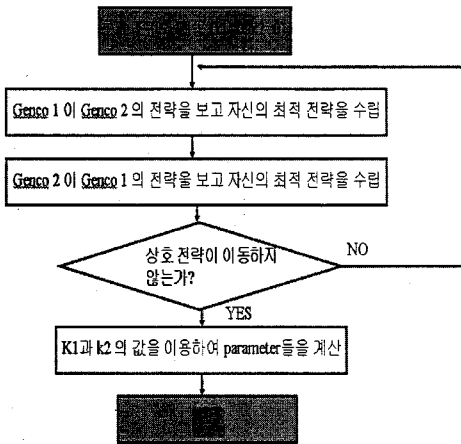 Genco 1 이 Genco 2 의 전략을 보고 자신의 최적 전략을 수립
Genco 2 이 Genco 1 의 전략을 보고 자신의 최적 전략을 수립
상호 전략이 이동하지
않는가?
NO
YES
K1과 k2 의 값을 이용하여 parameter들을 계산